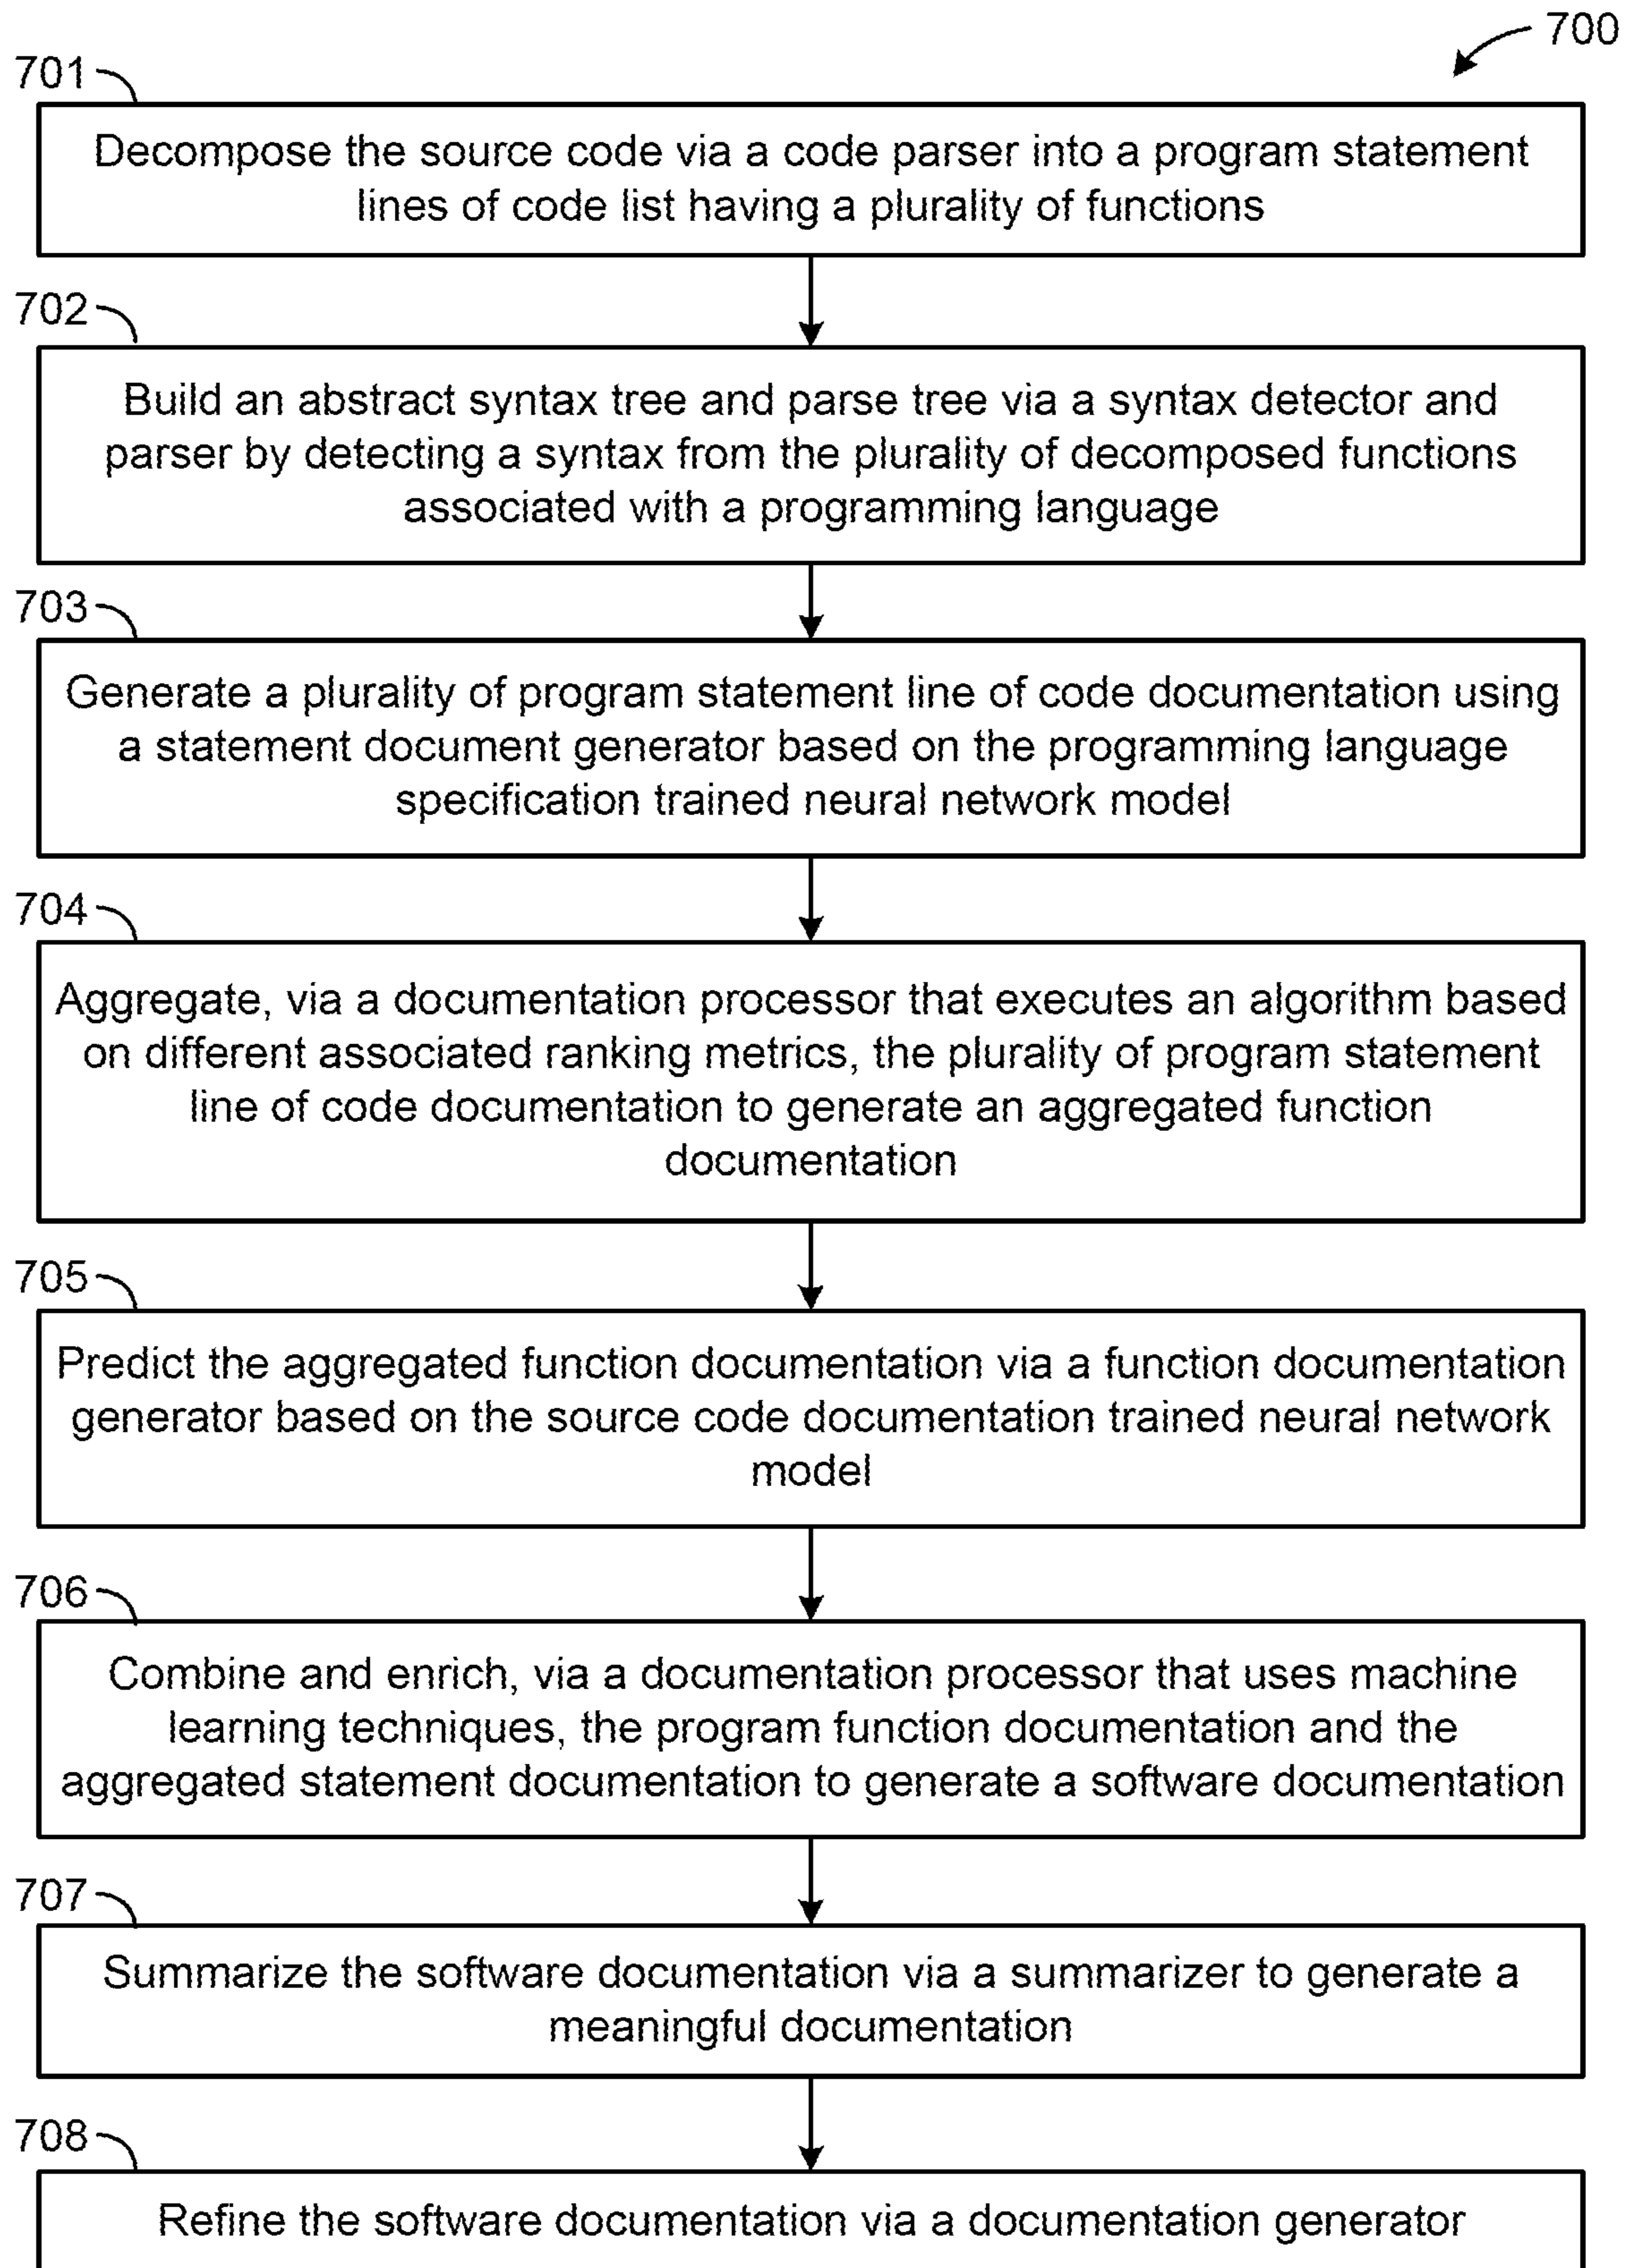 700
701
Decompose the source code via a code parser into a program statement
lines of code list having a plurality of functions
702
Build an abstract syntax tree and parse tree via a syntax detector and
parser by detecting a syntax from the plurality of decomposed functions
associated with a programming language
703
Generate a plurality of program statement line of code documentation using
a statement document generator based on the programming language
specification trained neural network model
704
Aggregate, via a documentation processor that executes an algorithm based
on different associated ranking metrics, the plurality of program statement
line of code documentation to generate an aggregated function
documentation
705
Predict the aggregated function documentation via a function documentation
generator based on the source code documentation trained neural network
model
706
Combine and enrich, via a documentation processor that uses machine
learning techniques, the program function documentation and the
aggregated statement documentation to generate a software documentation
707
Summarize the software documentation via a summarizer to generate a
meaningful documentation
708
Refine the software documentation via a documentation generator